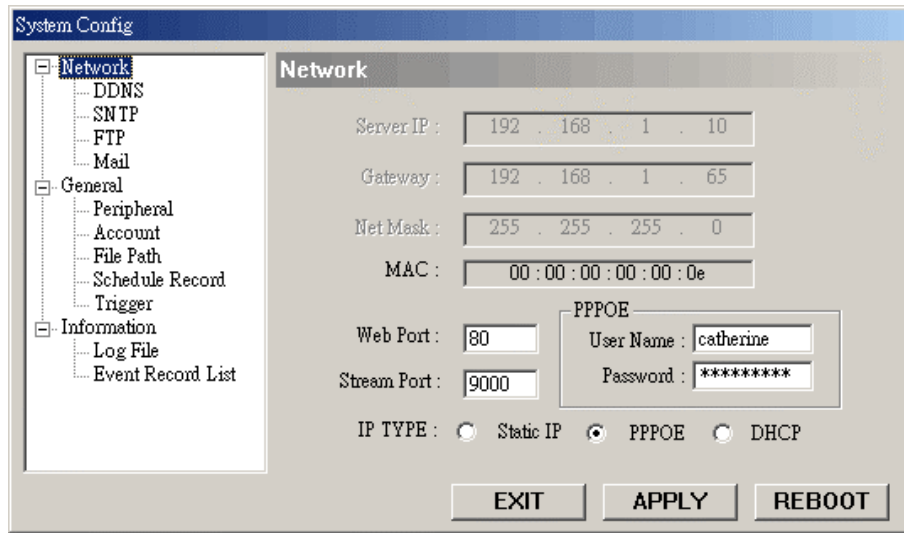 System Config
Network
DDNS
SNTP
FTP
Mail
General
Peripheral
Account
File Path
Schedule Record
Trigger
Information
Log File
Event Record List
Network
Server IP : 192 . 168 . 1 . 10
Gateway : 192 . 168 . 1 . 65
Net Mask : 255 . 255 . 255 . 0
MAC : 00 : 00 : 00 : 00 : 00 : 0e
Web Port : 80
Stream Port : 9000
PPPOE
User Name : catherine
Password : *********
IP TYPE : Static IP PPPOE DHCP
EXIT APPLY REBOOT